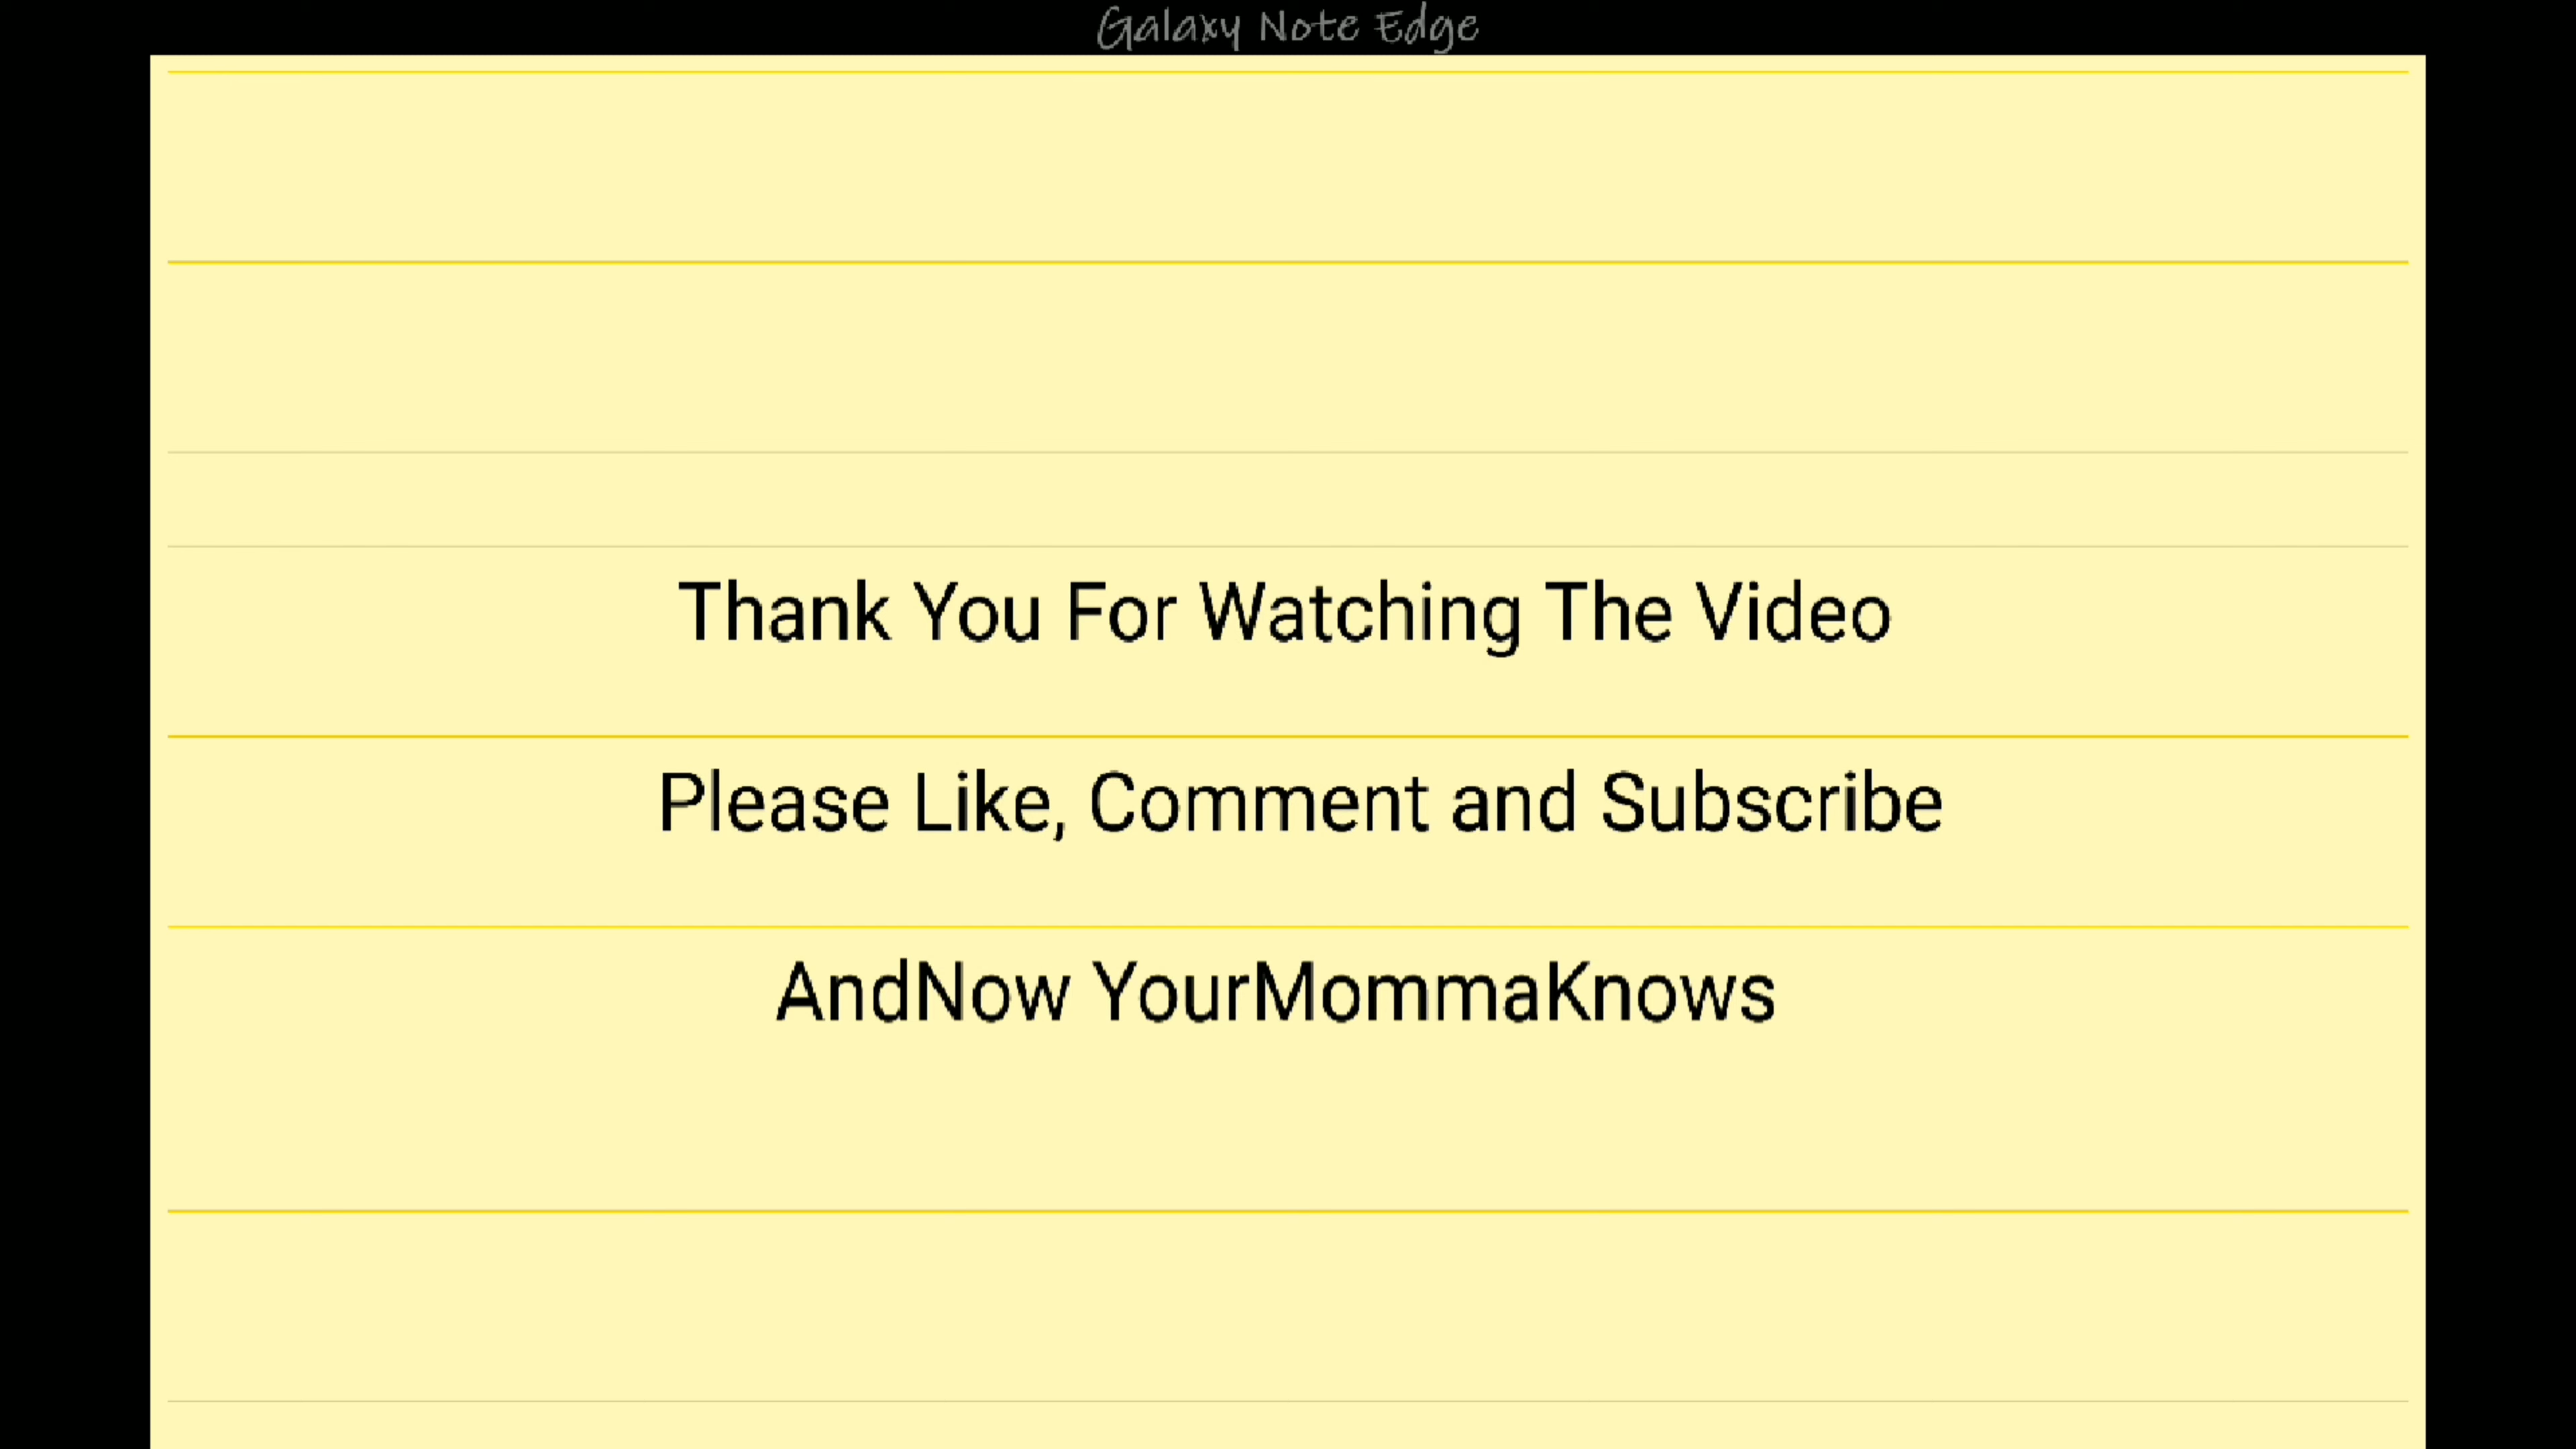 Galaxy Note Edge
Thank You For Watching The Video
Please Like, Comment and Subscribe
AndNow YourMommaKnows